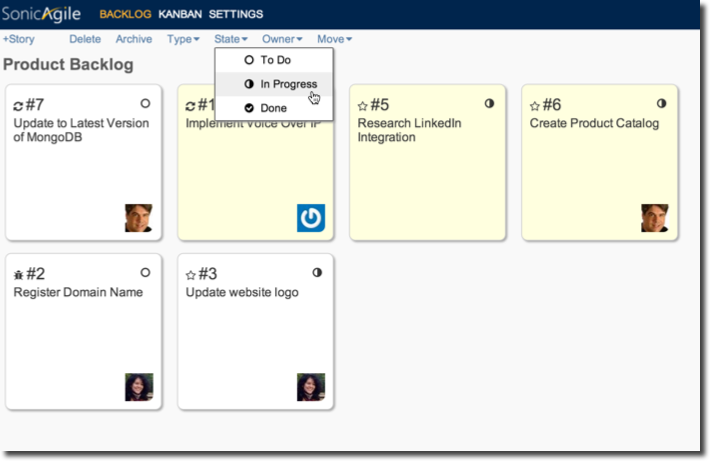 SonicAgile BACKLOG KANBAN SETTINGS
+Story Delete Archive Type State Owner Move
To Do
In Progress
Done
Product Backlog
#7
Update to Latest Version
of MongoDB
#1
Implement Voice Over IP
#5
Research LinkedIn
Integration
#6
Create Product Catalog
#2
Register Domain Name
#3
Update website logo